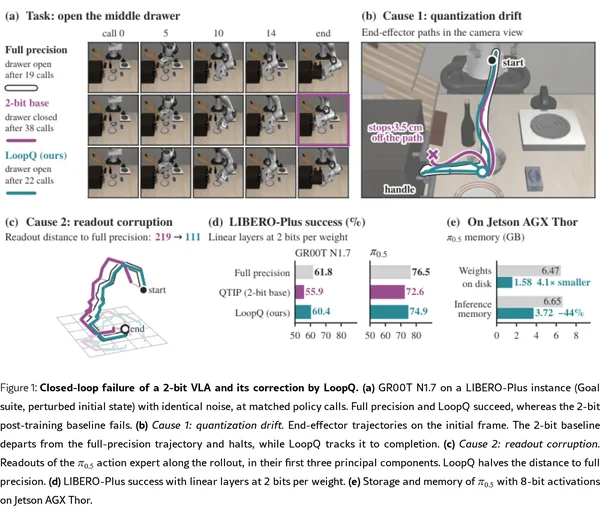 (a) Task: open the middle drawer
call 0 5 10 14 end
Full precision
drawer open
after 19 calls
2-bit base
drawer closed
after 38 calls
LoopQ (ours)
drawer open
after 22 calls
(b) Cause 1: quantization drift
End-effector paths in the camera view
start
stops 3.5 cm
off the path
handle
(c) Cause 2: readout corruption
Readout distance to full precision: 219 → 111
start
end
(d) LIBERO-Plus success (%)
Linear layers at 2 bits per weight
GR00T N1.7 π0.5
Full precision 61.8 76.5
QTIP (2-bit base) 55.9 72.6
LoopQ (ours) 60.4 74.9
50 60 70 80 50 60 70 80
(e) On Jetson AGX Thor
π0.5 memory (GB)
Weights
on disk
6.47
1.58 4.1× smaller
Inference
memory
6.65
3.72 −44%
0 2 4 6 8
Figure 1: Closed-loop failure of a 2-bit VLA and its correction by LoopQ. (a) GR00T N1.7 on a LIBERO-Plus instance (Goal
suite, perturbed initial state) with identical noise, at matched policy calls. Full precision and LoopQ succeed, whereas the 2-bit
post-training baseline fails. (b) Cause 1: quantization drift. End-effector trajectories on the initial frame. The 2-bit baseline
departs from the full-precision trajectory and halts, while LoopQ tracks it to completion. (c) Cause 2: readout corruption.
Readouts of the π0.5 action expert along the rollout, in their first three principal components. LoopQ halves the distance to full
precision. (d) LIBERO-Plus success with linear layers at 2 bits per weight. (e) Storage and memory of π0.5 with 8-bit activations
on Jetson AGX Thor.